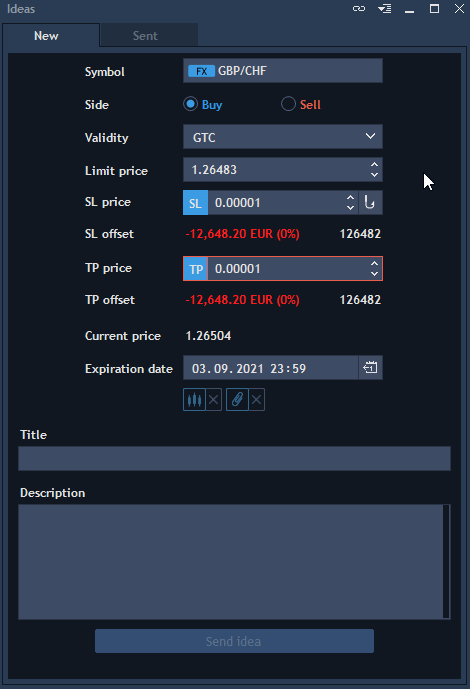 Ideas
New Sent
Symbol FX GBP/CHF
Side Buy Sell
Validity GTC
Limit price 1.26483
SL price SL 0.00001
SL offset -12,648.20 EUR (0%) 126482
TP price TP 0.00001
TP offset -12,648.20 EUR (0%) 126482
Current price 1.26504
Expiration date 03.09.2021 23:59
Title
Description
Send idea